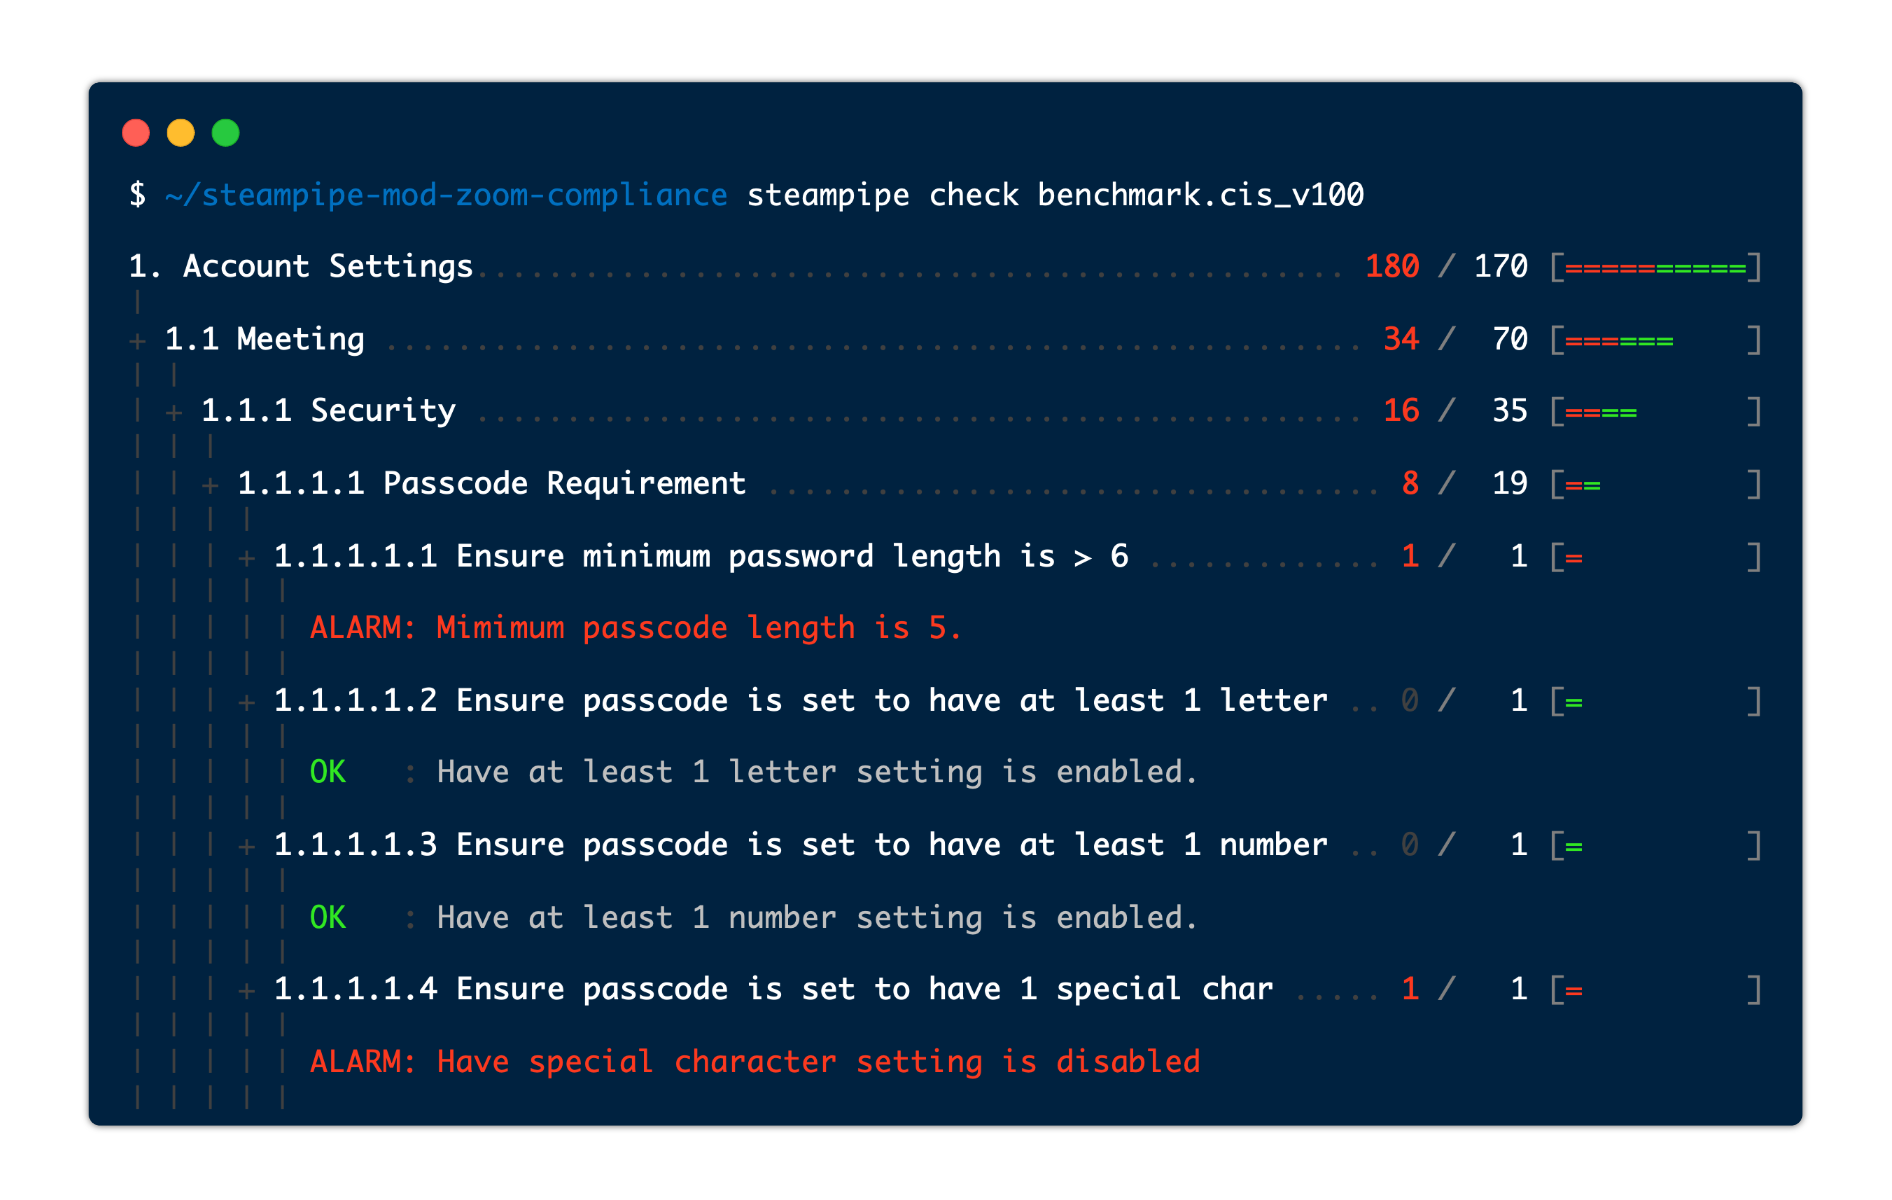 $ ~/steampipe-mod-zoom-compliance steampipe check benchmark.cis_v100
1. Account Settings................................................ 180 / 170 [==========]
|
+ 1.1 Meeting ...................................................... 34 / 70 [====== ]
| |
| + 1.1.1 Security ................................................. 16 / 35 [==== ]
| | |
| | + 1.1.1.1 Passcode Requirement .................................. 8 / 19 [== ]
| | | |
| | | + 1.1.1.1.1 Ensure minimum password length is > 6 ............. 1 / 1 [= ]
| | | | |
| | | | | ALARM: Mimimum passcode length is 5.
| | | | |
| | | + 1.1.1.1.2 Ensure passcode is set to have at least 1 letter .. 0 / 1 [= ]
| | | | |
| | | | | OK : Have at least 1 letter setting is enabled.
| | | | |
| | | + 1.1.1.1.3 Ensure passcode is set to have at least 1 number .. 0 / 1 [= ]
| | | | |
| | | | | OK : Have at least 1 number setting is enabled.
| | | | |
| | | + 1.1.1.1.4 Ensure passcode is set to have 1 special char ..... 1 / 1 [= ]
| | | | |
| | | | | ALARM: Have special character setting is disabled
| | | | |